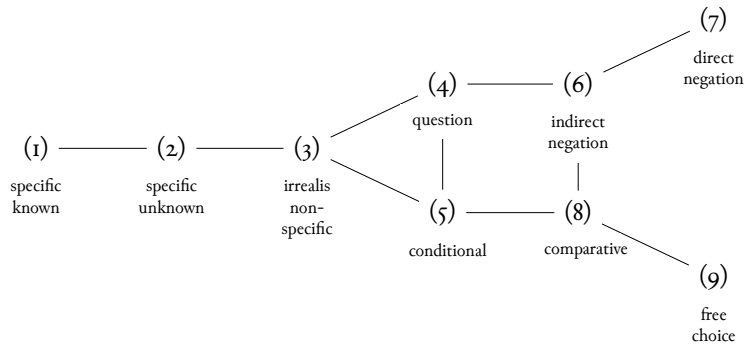 (7)
direct
negation
(4)
question
(6)
indirect
negation
(1)
specific
known
(2)
specific
unknown
(3)
irrealis
non-
specific
(5)
conditional
(8)
comparative
(9)
free
choice